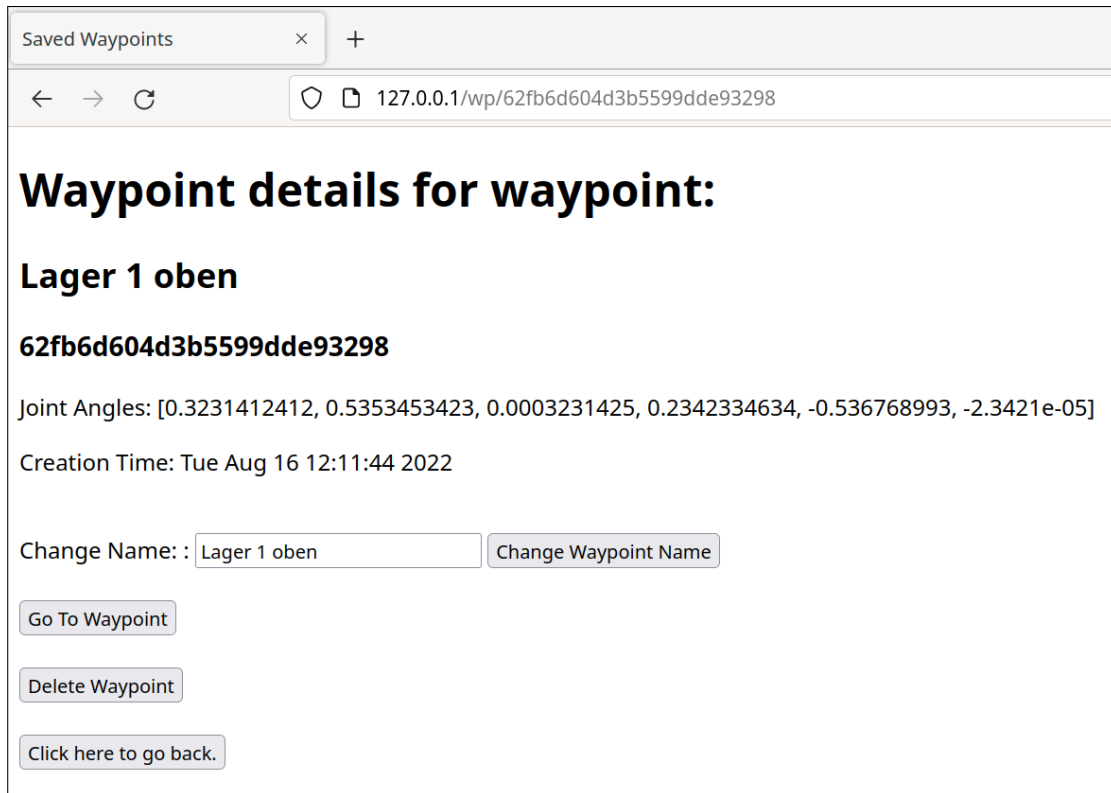 Saved Waypoints
127.0.0.1/wp/62fb6d604d3b5599dde93298
Waypoint details for waypoint:
Lager 1 oben
62fb6d604d3b5599dde93298
Joint Angles: [0.3231412412, 0.5353453423, 0.0003231425, 0.2342334634, -0.536768993, -2.3421e-05]
Creation Time: Tue Aug 16 12:11:44 2022
Change Name: : Lager 1 oben Change Waypoint Name
Go To Waypoint
Delete Waypoint
Click here to go back.